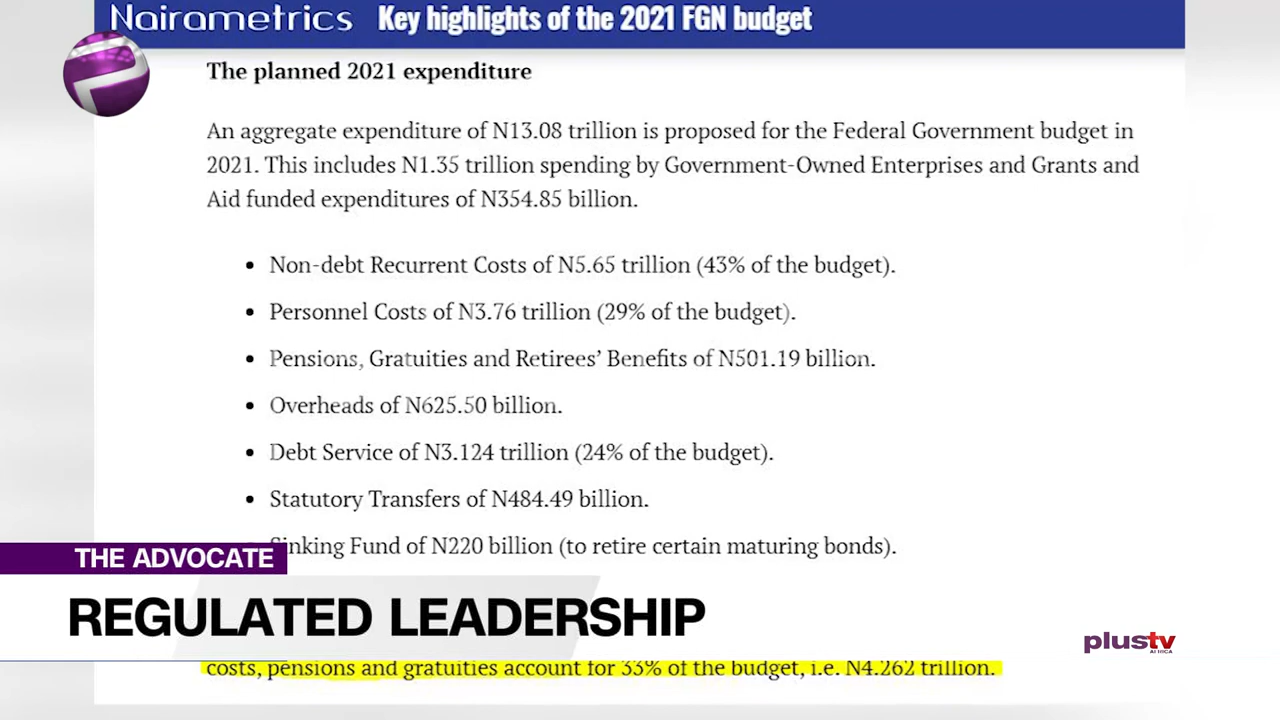 Nairametrics Key highlights of the 2021 FGN budget
The planned 2021 expenditure
An aggregate expenditure of N13.08 trillion is proposed for the Federal Government budget in
2021. This includes N1.35 trillion spending by Government-Owned Enterprises and Grants and
Aid funded expenditures of N354.85 billion.
• Non-debt Recurrent Costs of N5.65 trillion (43% of the budget).
• Personnel Costs of N3.76 trillion (29% of the budget).
• Pensions, Gratuities and Retirees’ Benefits of N501.19 billion.
• Overheads of N625.50 billion.
• Debt Service of N3.124 trillion (24% of the budget).
• Statutory Transfers of N484.49 billion.
Sinking Fund of N220 billion (to retire certain maturing bonds).
THE ADVOCATE
REGULATED LEADERSHIP
plustv
AFRICA
costs, pensions and gratuities account for 33% of the budget, i.e. N4.262 trillion.